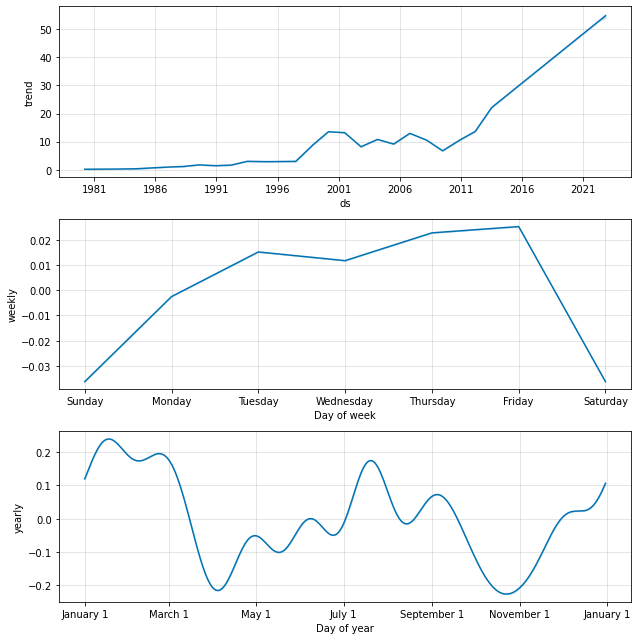 50
40
30
20
10
0
trend
1981 1986 1991 1996 2001 2006 2011 2016 2021
ds
0.02
0.01
0.00
−0.01
−0.02
−0.03
weekly
Sunday Monday Tuesday Wednesday Thursday Friday Saturday
Day of week
0.2
0.1
0.0
−0.1
−0.2
yearly
January 1 March 1 May 1 July 1 September 1 November 1 January 1
Day of year